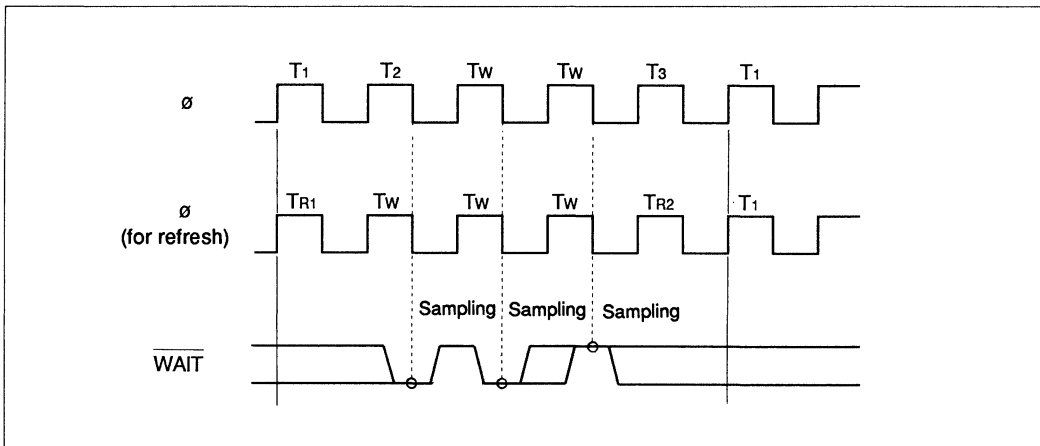 T1 T2 TW TW T3 T1
ø
TR1 TW TW TW TR2 T1
ø
(for refresh)
Sampling Sampling Sampling
WAIT